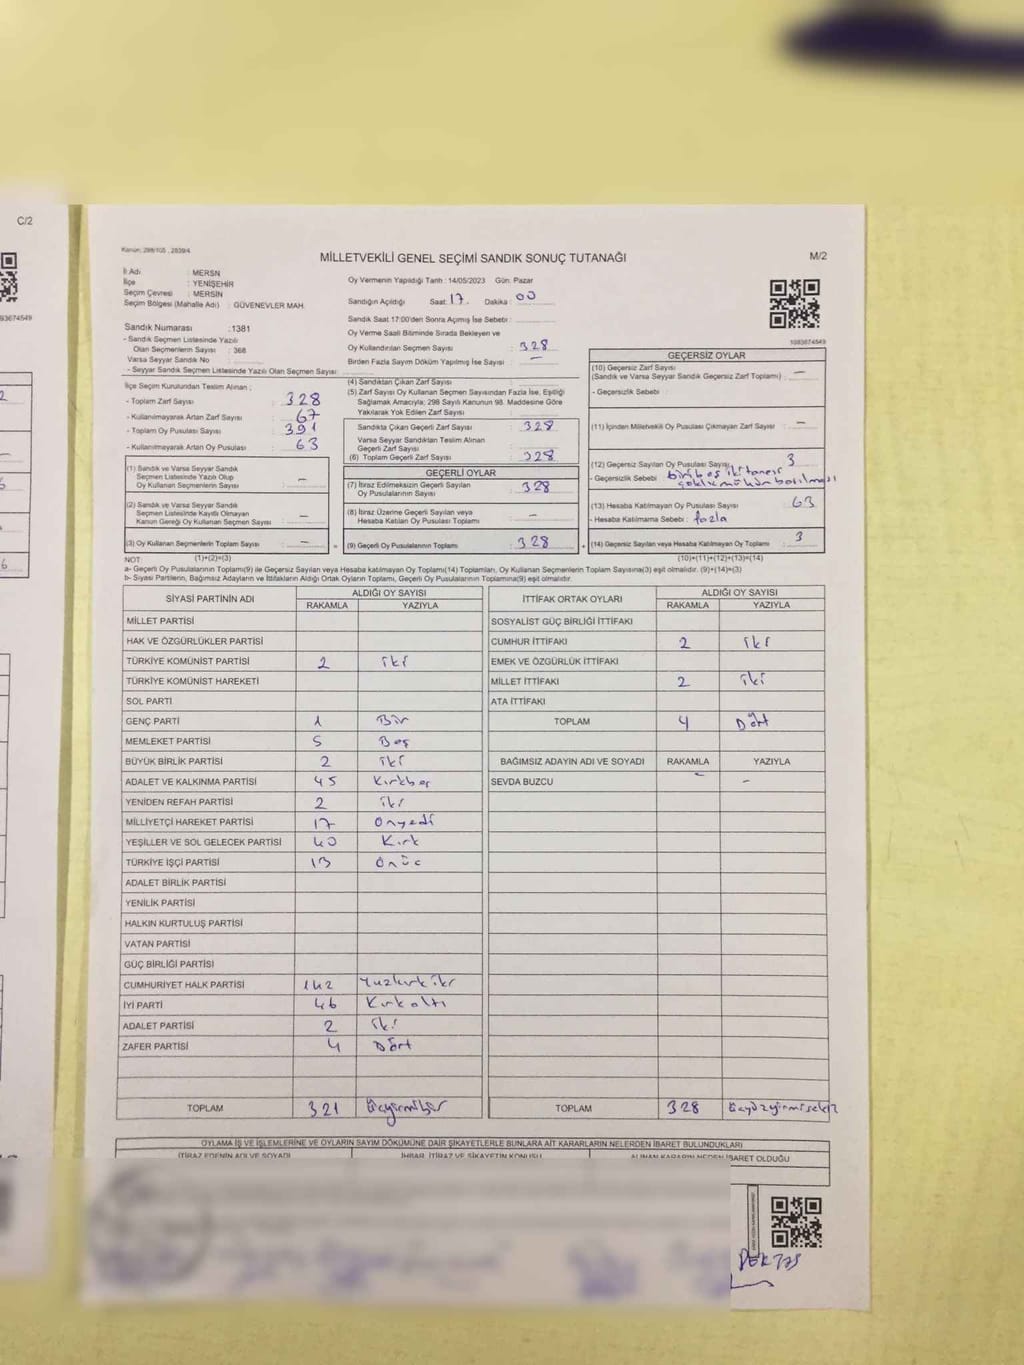 C/2
Kanun: 298/105 , 2839/4
MİLLETVEKİLİ GENEL SEÇİMİ SANDIK SONUÇ TUTANAĞI
M/2
İl Adı : MERSİN
İlçe : YENİŞEHİR
Seçim Çevresi : MERSİN
Seçim Bölgesi (Mahalle Adı) : GÜVENEVLER MAH.
Oy Vermenin Yapıldığı Tarih : 14/05/2023 Gün: Pazar
Sandığın Açıldığı Saat: 17. Dakika: 00
Sandık Saat 17:00'den Sonra Açılmış İse Sebebi :
Sandık Numarası :1381
- Sandık Seçmen Listesinde Yazılı
Olan Seçmenlerin Sayısı : 368
Varsa Seyyar Sandık No :
- Seyyar Sandık Seçmen Listesinde Yazılı Olan Seçmen Sayısı:
Oy Verme Saati Bitiminde Sırada Bekleyen ve
Oy Kullandırılan Seçmen Sayısı : 328
Birden Fazla Sayım Döküm Yapılmış İse Sayısı : —
1083674549
İlçe Seçim Kurulundan Teslim Alınan :
- Toplam Zarf Sayısı : 328
- Kullanılmayarak Artan Zarf Sayısı : 67
- Toplam Oy Pusulası Sayısı : 391
- Kullanılmayarak Artan Oy Pusulası : 63
(1) Sandık ve Varsa Seyyar Sandık
Seçmen Listesinde Yazılı Olup
Oy Kullanan Seçmenlerin Sayısı : —
(2) Sandık ve Varsa Seyyar Sandık
Seçmen Listesinde Kayıtlı Olmayan
Kanun Gereği Oy Kullanan Seçmen Sayısı : —
(3) Oy Kullanan Seçmenlerin Toplam Sayısı : —
(4) Sandıktan Çıkan Zarf Sayısı :
(5) Zarf Sayısı Oy Kullanan Seçmen Sayısından Fazla İse, Eşitliği
Sağlamak Amacıyla; 298 Sayılı Kanunun 98. Maddesine Göre
Yakılarak Yok Edilen Zarf Sayısı :
Sandıkta Çıkan Geçerli Zarf Sayısı : 328
Varsa Seyyar Sandıktan Teslim Alınan
Geçerli Zarf Sayısı :
(6) Toplam Geçerli Zarf Sayısı : 328
GEÇERLİ OYLAR
(7) İtiraz Edilmeksizin Geçerli Sayılan
Oy Pusulalarının Sayısı : 328
(8) İtiraz Üzerine Geçerli Sayılan veya
Hesaba Katılan Oy Pusulası Toplamı : —
= (9) Geçerli Oy Pusulalarının Toplamı : 328
GEÇERSİZ OYLAR
(10) Geçersiz Zarf Sayısı
(Sandık ve Varsa Seyyar Sandık Geçersiz Zarf Toplamı) : —
- Geçersizlik Sebebi :
(11) İçinden Milletvekili Oy Pusulası Çıkmayan Zarf Sayısı : —
(12) Geçersiz Sayılan Oy Pusulası Sayısı: 3
- Geçersizlik Sebebi : biri boş ikitanesi
(13) Hesaba Katılmayan Oy Pusulası Sayısı : 63
- Hesaba Katılmama Sebebi : fazla
+ (14) Geçersiz Sayılan veya Hesaba Katılmayan Oy Toplamı : 3
NOT: (1)+(2)=(3) (10)+(11)+(12)+(13)=(14)
a- Geçerli Oy Pusulalarının Toplamı(9) ile Geçersiz Sayılan veya Hesaba Katılmayan Oy Toplamı(14) Toplamları, Oy Kullanan Seçmenlerin Toplam Sayısına(3) eşit olmalıdır. (9)+(14)=(3)
b- Siyasi Partilerin, Bağımsız Adayların ve İttifakların Aldığı Ortak Oyların Toplamı, Geçerli Oy Pusulalarının Toplamına(9) eşit olmalıdır.
SİYASİ PARTİNİN ADI ALDIĞI OY SAYISI
RAKAMLA YAZIYLA
MİLLET PARTİSİ
HAK VE ÖZGÜRLÜKLER PARTİSİ
TÜRKİYE KOMÜNİST PARTİSİ 2 iki
TÜRKİYE KOMÜNİST HAREKETİ
SOL PARTİ
GENÇ PARTİ 1 Bir
MEMLEKET PARTİSİ 5 Beş
BÜYÜK BİRLİK PARTİSİ 2 iki
ADALET VE KALKINMA PARTİSİ 45 Kırkbeş
YENİDEN REFAH PARTİSİ 2 iki
MİLLİYETÇİ HAREKET PARTİSİ 17 Onyedi
YEŞİLLER VE SOL GELECEK PARTİSİ 40 Kırk
TÜRKİYE İŞÇİ PARTİSİ 13 Onüç
ADALET BİRLİK PARTİSİ
YENİLİK PARTİSİ
HALKIN KURTULUŞ PARTİSİ
VATAN PARTİSİ
GÜÇ BİRLİĞİ PARTİSİ
CUMHURİYET HALK PARTİSİ 142 Yuzkırkiki
İYİ PARTİ 46 Kırkaltı
ADALET PARTİSİ 2 iki
ZAFER PARTİSİ 4 Dört
TOPLAM 321
İTTİFAK ORTAK OYLARI ALDIĞI OY SAYISI
RAKAMLA YAZIYLA
SOSYALİST GÜÇ BİRLİĞİ İTTİFAKI
CUMHUR İTTİFAKI 2 iki
EMEK VE ÖZGÜRLÜK İTTİFAKI
MİLLET İTTİFAKI 2 iki
ATA İTTİFAKI
TOPLAM 4 Dört
BAĞIMSIZ ADAYIN ADI VE SOYADI RAKAMLA YAZIYLA
SEVDA BUZCU — —
TOPLAM 328
OYLAMA İŞ VE İŞLEMLERİNE VE OYLARIN SAYIM DÖKÜMÜNE DAİR ŞİKAYETLERLE BUNLARA AİT KARARLARIN NELERDEN İBARET BULUNDUKLARI
İTİRAZ EDENİN ADI VE SOYADI İHBAR, İTİRAZ VE ŞİKAYETİN KONUSU ALINAN KARARIN NEDEN İBARET OLDUĞU